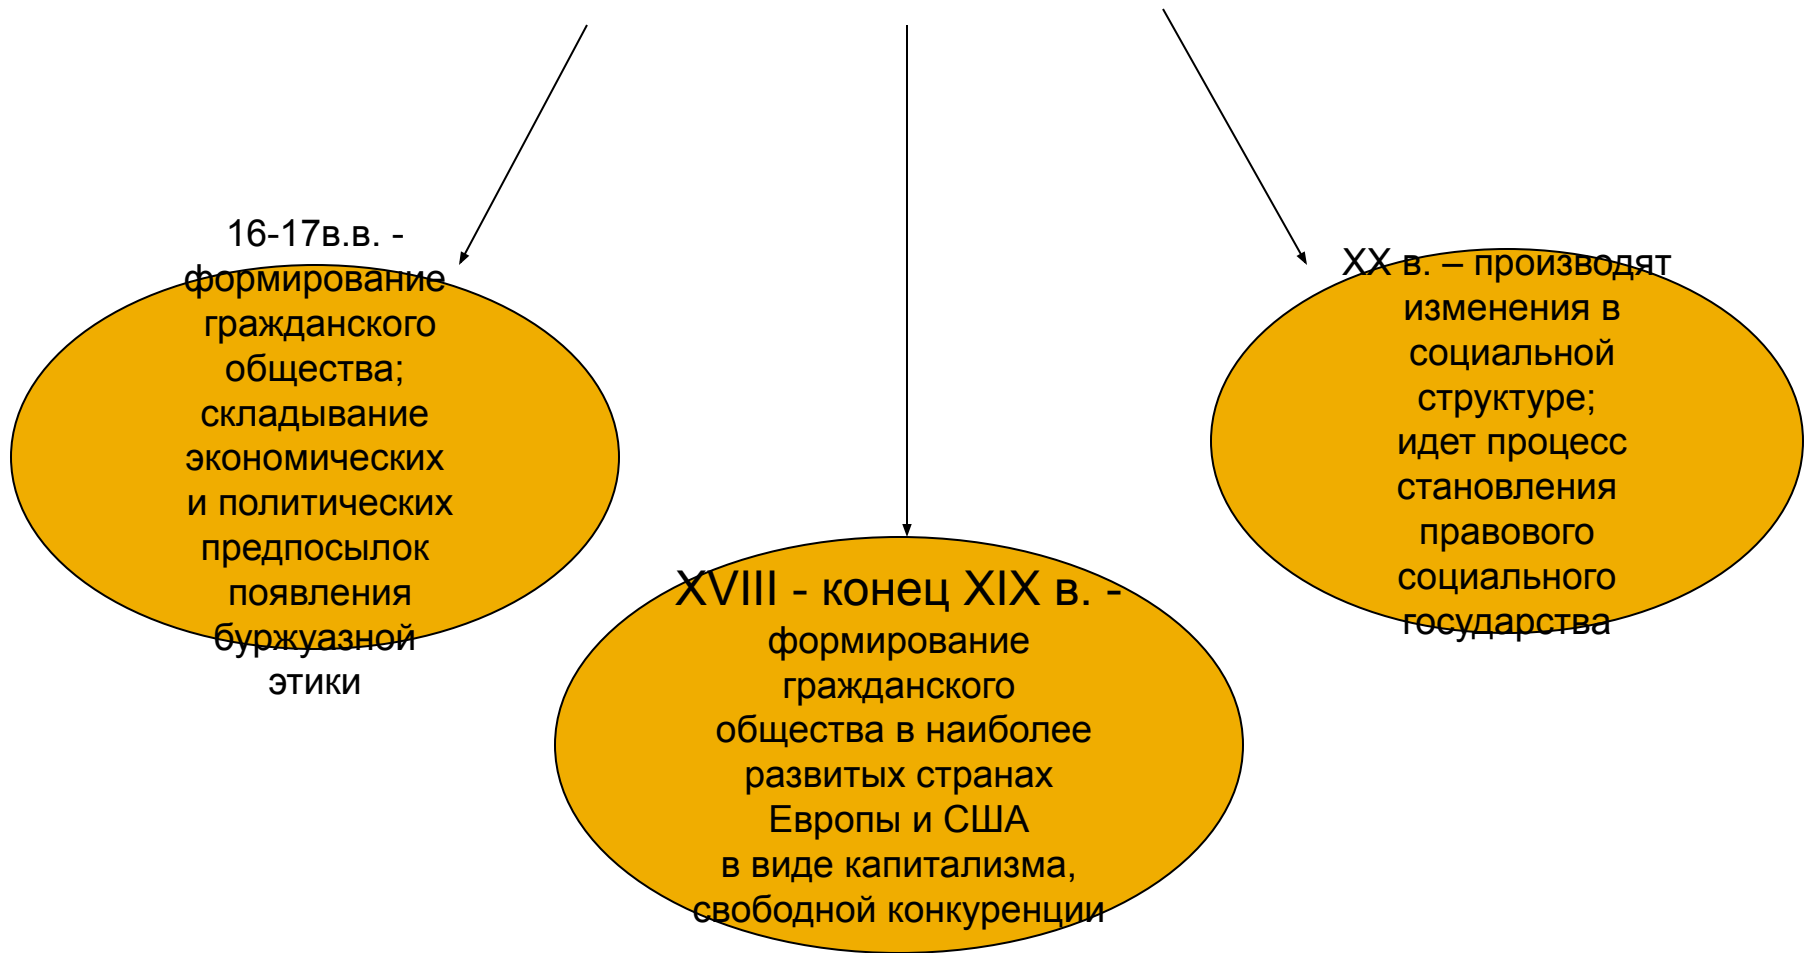 16-17в.в. -
формирование
гражданского
общества;
складывание
экономических
и политических
предпосылок
появления
буржуазной
этики
XVIII - конец XIX в. -
формирование
гражданского
общества в наиболее
развитых странах
Европы и США
в виде капитализма,
свободной конкуренции
XX в. – производят
изменения в
социальной
структуре;
идет процесс
становления
правового
социального
государства